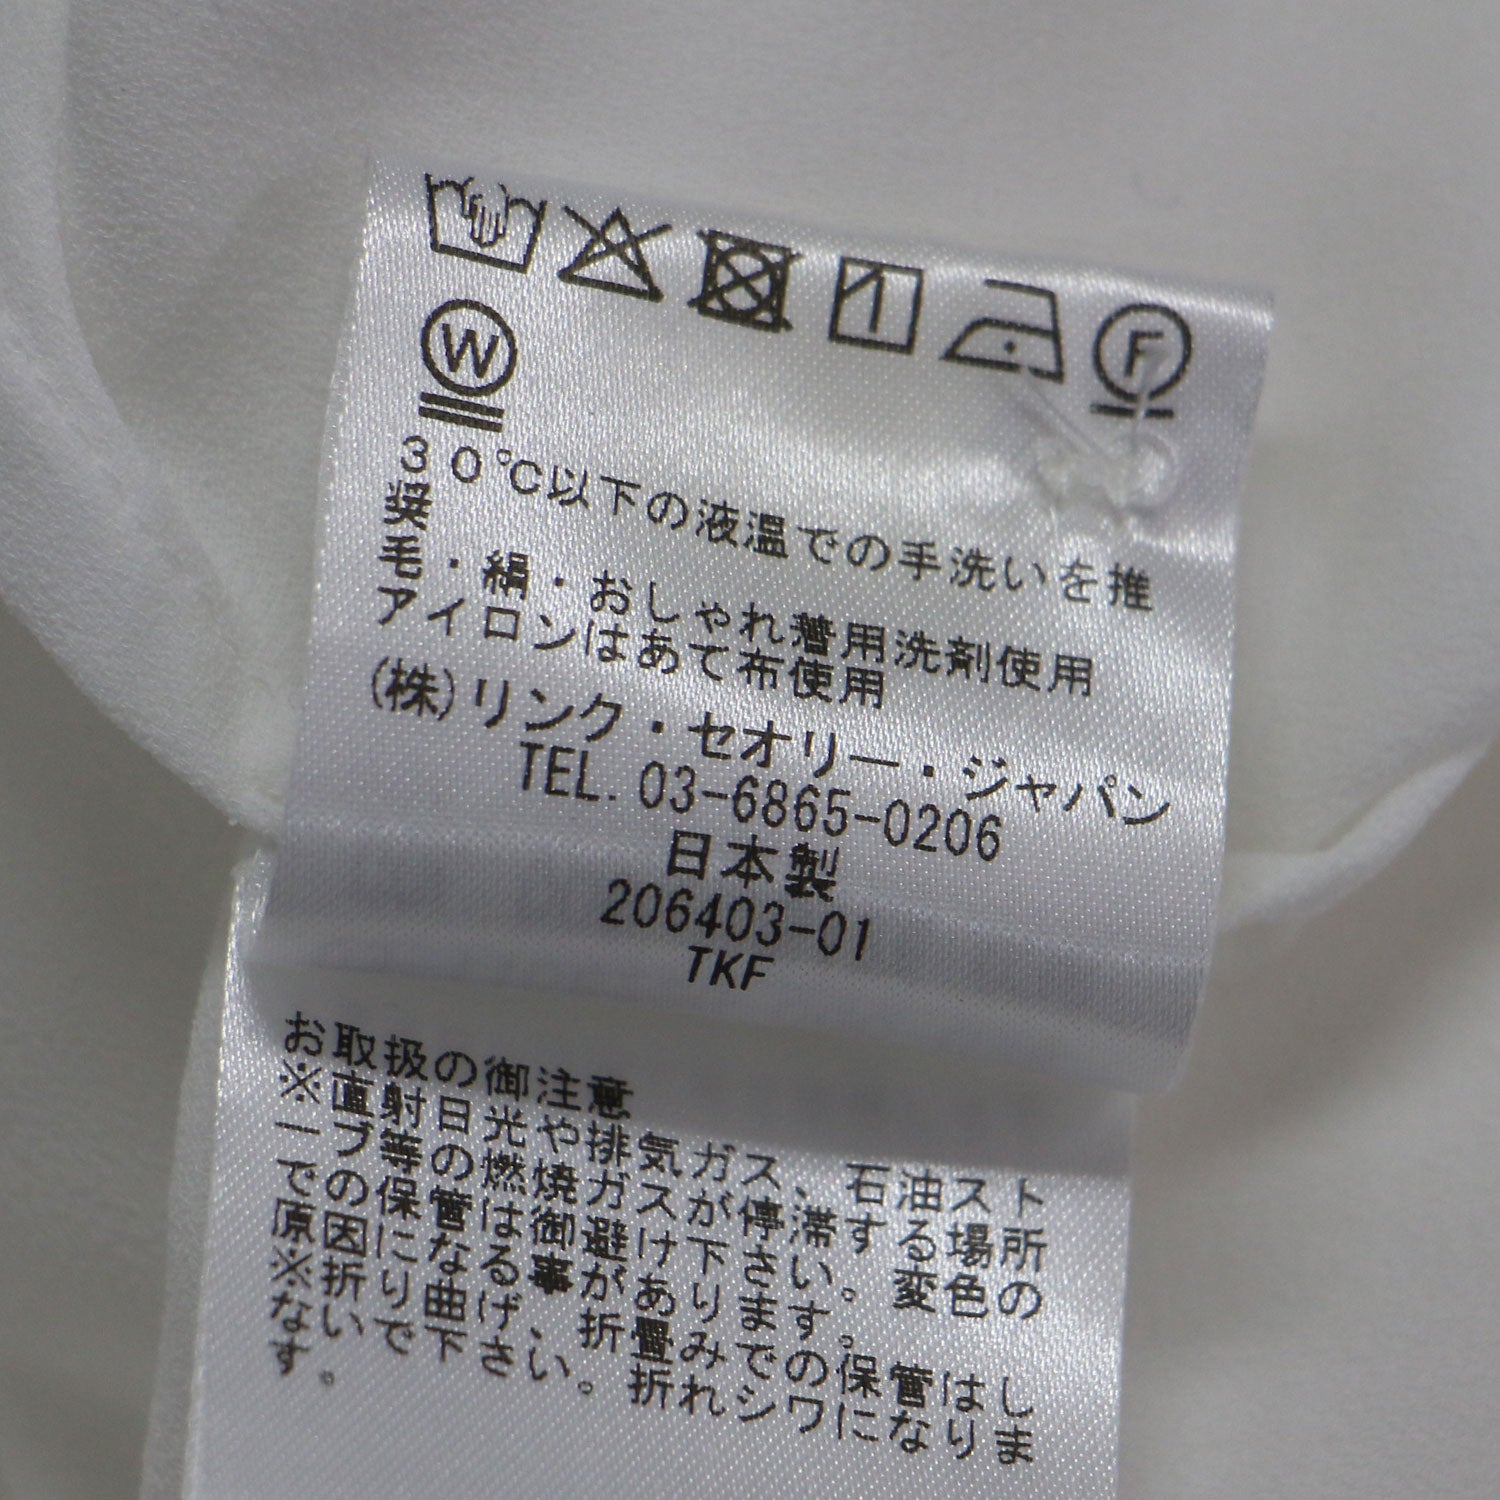 W
F
30℃以下の液温での手洗いを推
奨
毛・絹・おしゃれ着用洗剤使用
アイロンはあて布使用
(株)リンク・セオリー・ジャパン
TEL. 03-6865-0206
日本製
206403-01
TKF
お取扱の御注意
※直射日光や排気ガス、石油スト
ーブ等の燃焼ガスが停滞する場所
での保管は御避け下さい。変色の
原因になる事があります。
※折り曲げ、折畳みでの保管はし
ないで下さい。折れシワになりま
す。